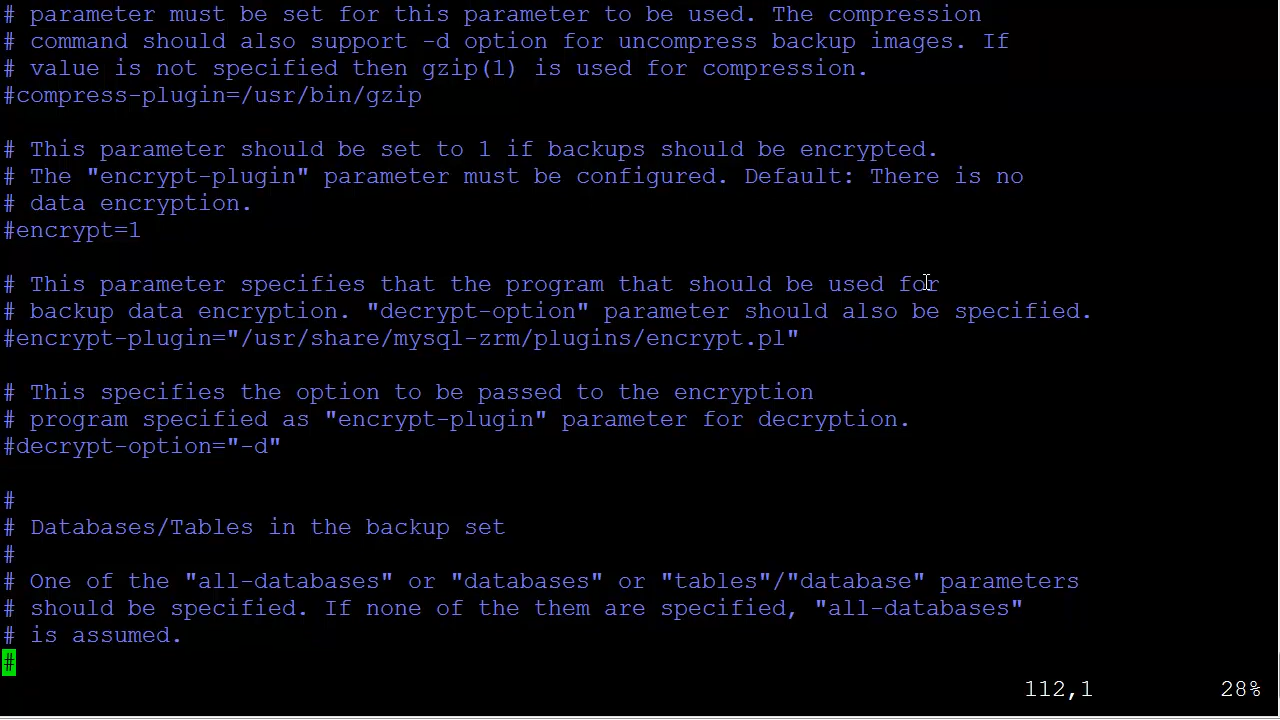 # parameter must be set for this parameter to be used. The compression
# command should also support -d option for uncompress backup images. If
# value is not specified then gzip(1) is used for compression.
#compress-plugin=/usr/bin/gzip
# This parameter should be set to 1 if backups should be encrypted.
# The "encrypt-plugin" parameter must be configured. Default: There is no
# data encryption.
#encrypt=1
# This parameter specifies that the program that should be used for
# backup data encryption. "decrypt-option" parameter should also be specified.
#encrypt-plugin="/usr/share/mysql-zrm/plugins/encrypt.pl"
# This specifies the option to be passed to the encryption
# program specified as "encrypt-plugin" parameter for decryption.
#decrypt-option="-d"
#
# Databases/Tables in the backup set
#
# One of the "all-databases" or "databases" or "tables"/"database" parameters
# should be specified. If none of the them are specified, "all-databases"
# is assumed.
#
112,1 28%